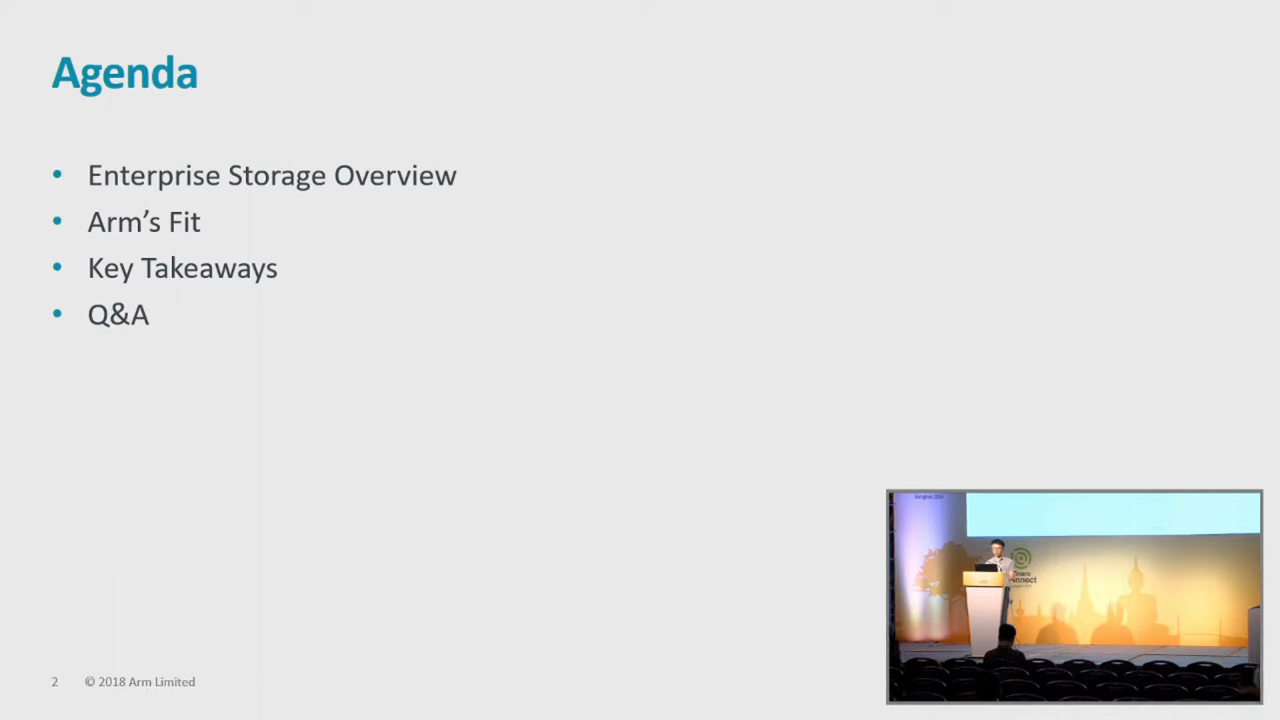 Agenda
• Enterprise Storage Overview
• Arm’s Fit
• Key Takeaways
• Q&A
2 © 2018 Arm Limited